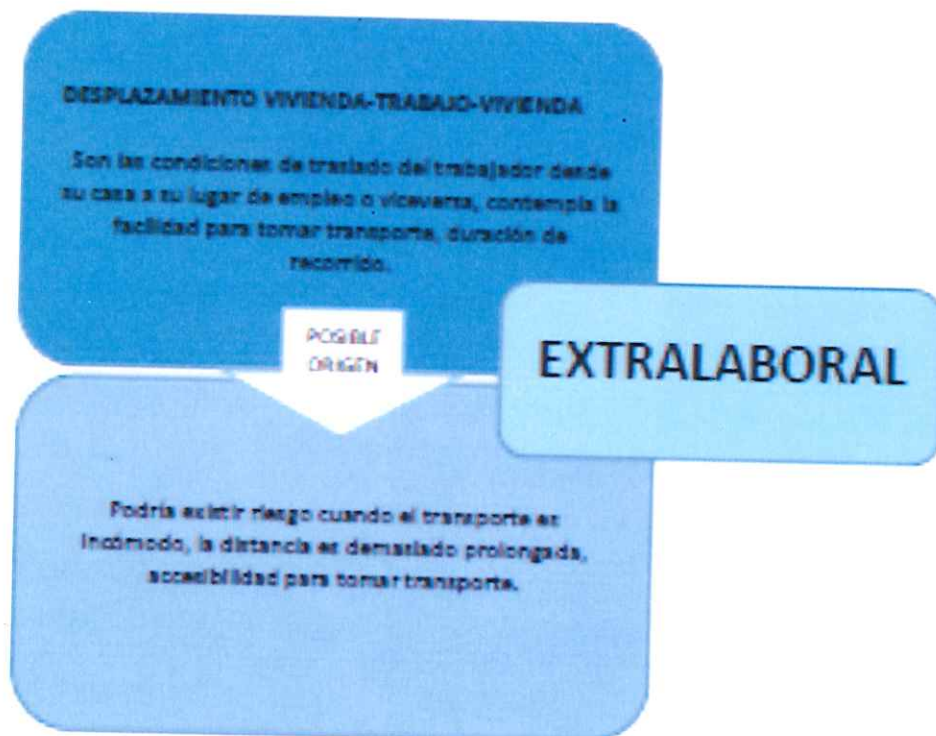 DESPLAZAMIENTO VIVIENDA-TRABAJO-VIVIENDA
Son las condiciones de traslado del trabajador desde
su casa a su lugar de empleo o viceversa, contempla la
facilidad para tomar transporte, duración de
recorrido.
POSIBLE
ORIGEN
EXTRALABORAL
Podría existir riesgo cuando el transporte es
incómodo, la distancia es demasiado prolongada,
accesibilidad para tomar transporte.